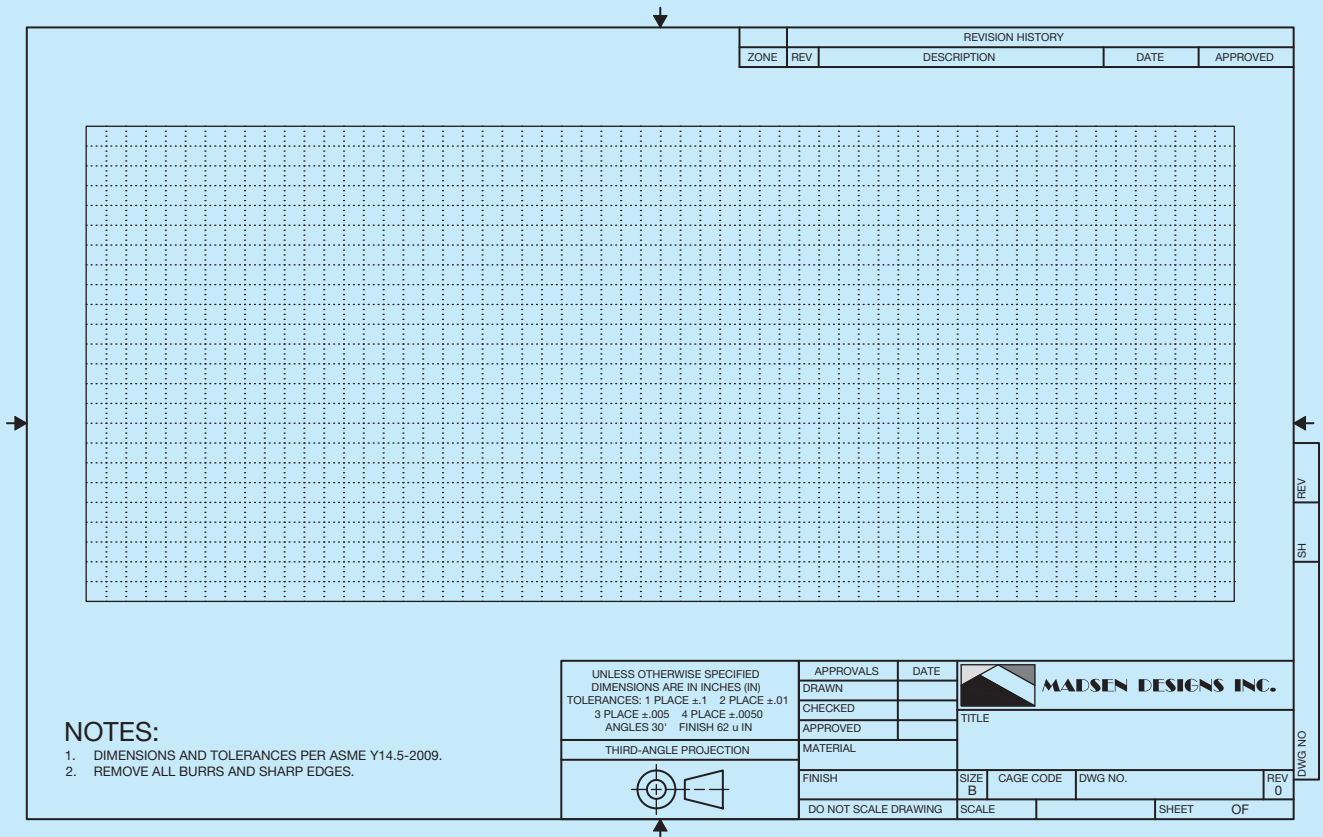 REVISION HISTORY
ZONE REV DESCRIPTION DATE APPROVED
REV
SH
DWG NO
NOTES:
1. DIMENSIONS AND TOLERANCES PER ASME Y14.5-2009.
2. REMOVE ALL BURRS AND SHARP EDGES.
UNLESS OTHERWISE SPECIFIED
DIMENSIONS ARE IN INCHES (IN)
TOLERANCES: 1 PLACE ±.1 2 PLACE ±.01
3 PLACE ±.005 4 PLACE ±.0050
ANGLES 30' FINISH 62 u IN
THIRD-ANGLE PROJECTION
APPROVALS DATE
DRAWN
CHECKED
APPROVED
MATERIAL
FINISH
DO NOT SCALE DRAWING
MADSEN DESIGNS INC.
TITLE
SIZE CAGE CODE DWG NO. REV
B 0
SCALE SHEET OF